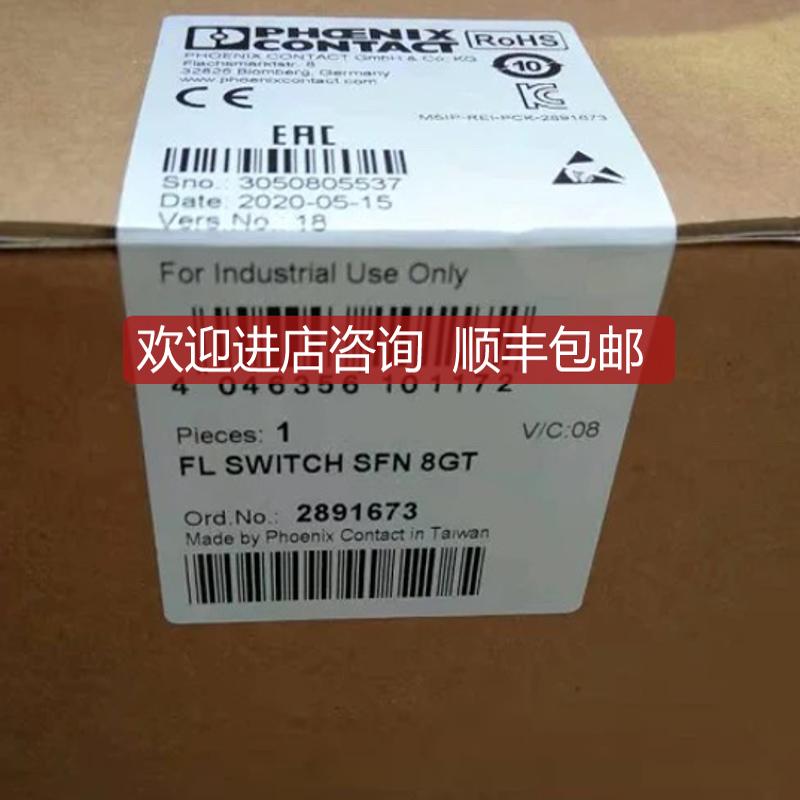 PHOENIX
CONTACT
RoHS
PHOENIX CONTACT GmbH & Co. KG
Flachsmarktstr. 8
32825 Blomberg, Germany
www.phoenixcontact.com
10
CE
MSIP-REI-PCK-2891673
EAC
Sno.: 3050805537
Date: 2020-05-15
Vers.No.: 18
For Industrial Use Only
欢迎进店咨询 顺丰包邮
4 046356 101172
Pieces: 1
V/C:08
FL SWITCH SFN 8GT
Ord.No.: 2891673
Made by Phoenix Contact in Taiwan